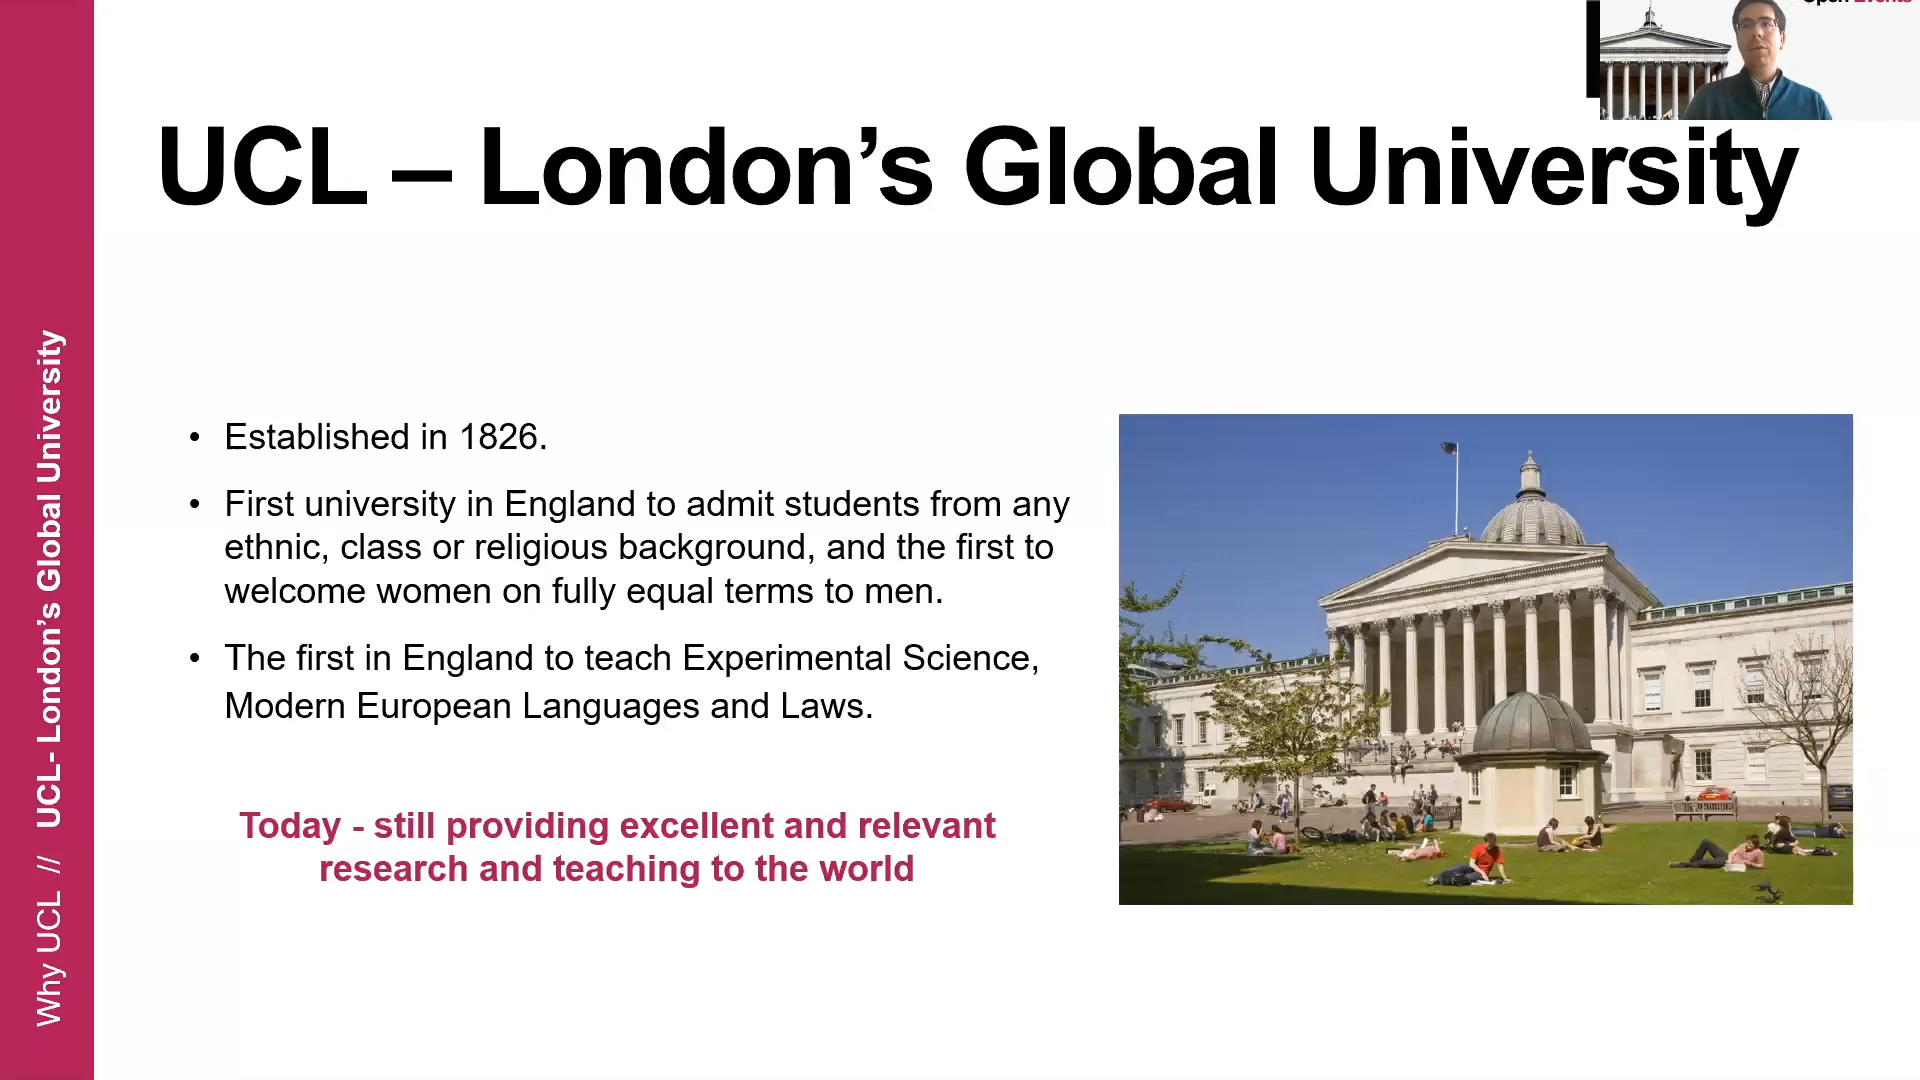 Open Events
UCL – London’s Global University
• Established in 1826.
• First university in England to admit students from any
ethnic, class or religious background, and the first to
welcome women on fully equal terms to men.
• The first in England to teach Experimental Science,
Modern European Languages and Laws.
Today - still providing excellent and relevant
research and teaching to the world
Why UCL // UCL- London’s Global University